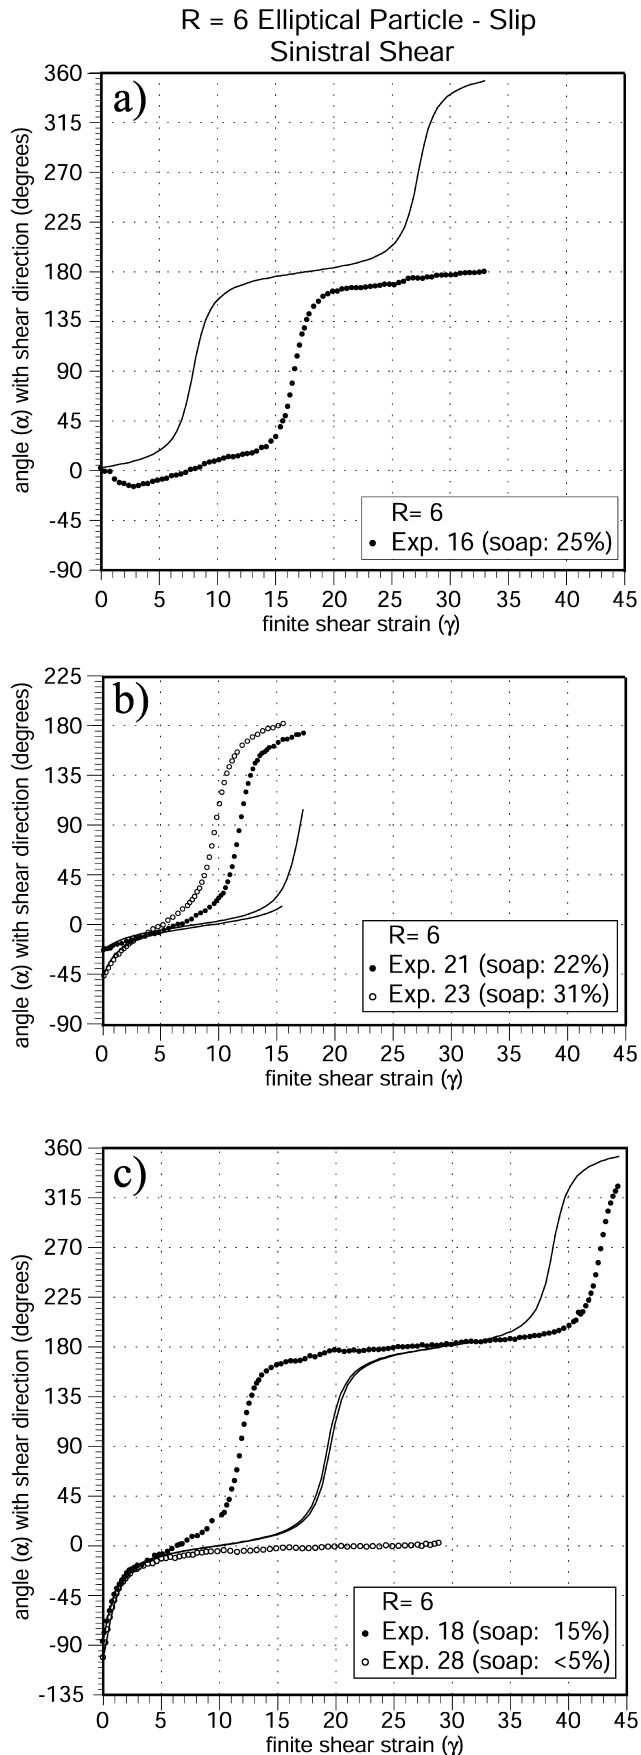 R = 6 Elliptical Particle - Slip
Sinistral Shear
a)
angle (α) with shear direction (degrees)
360
315
270
225
180
135
90
45
0
-45
-90
R= 6
Exp. 16 (soap: 25%)
0 5 10 15 20 25 30 35 40 45
finite shear strain (γ)
b)
angle (α) with shear direction (degrees)
225
180
135
90
45
0
-45
-90
R= 6
Exp. 21 (soap: 22%)
Exp. 23 (soap: 31%)
0 5 10 15 20 25 30 35 40 45
finite shear strain (γ)
c)
angle (α) with shear direction (degrees)
360
315
270
225
180
135
90
45
0
-45
-90
-135
R= 6
Exp. 18 (soap: 15%)
Exp. 28 (soap: <5%)
0 5 10 15 20 25 30 35 40 45
finite shear strain (γ)